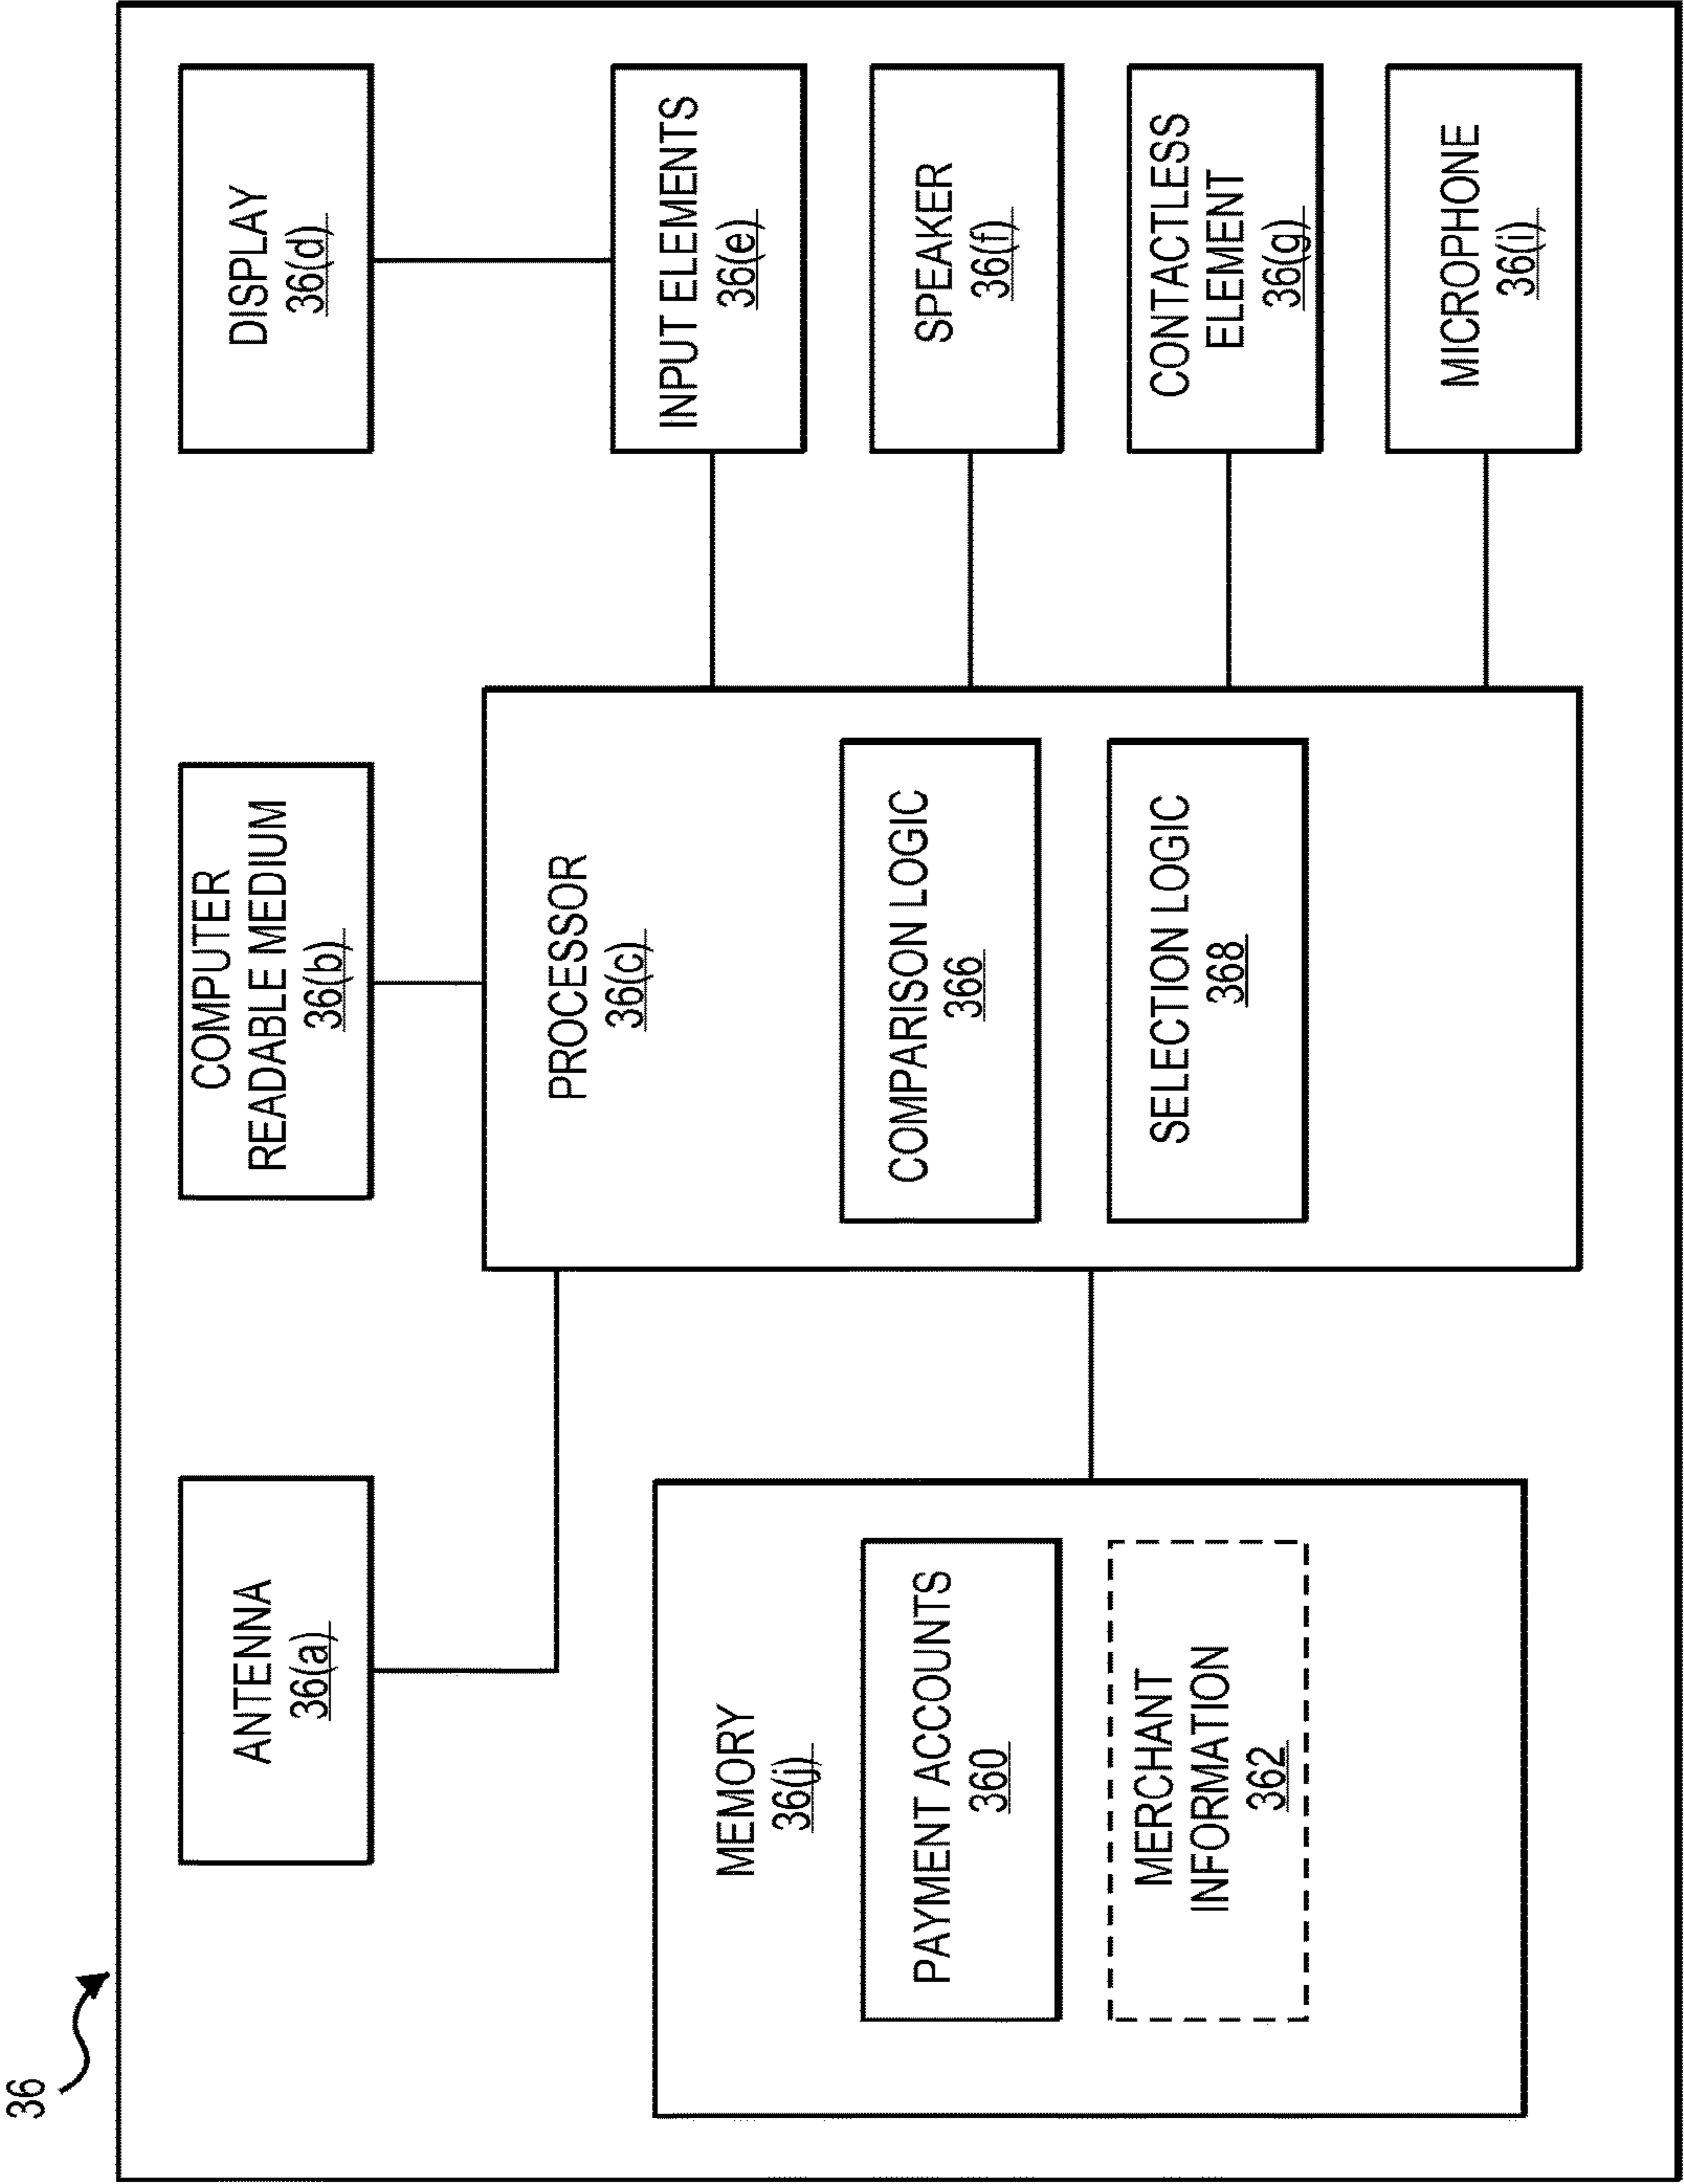 36
ANTENNA
36(a)
COMPUTER
READABLE MEDIUM
36(b)
DISPLAY
36(d)
PROCESSOR
36(c)
COMPARISON LOGIC
366
SELECTION LOGIC
368
MEMORY
36(j)
PAYMENT ACCOUNTS
360
MERCHANT
INFORMATION
362
INPUT ELEMENTS
36(e)
SPEAKER
36(f)
CONTACTLESS
ELEMENT
36(g)
MICROPHONE
36(i)